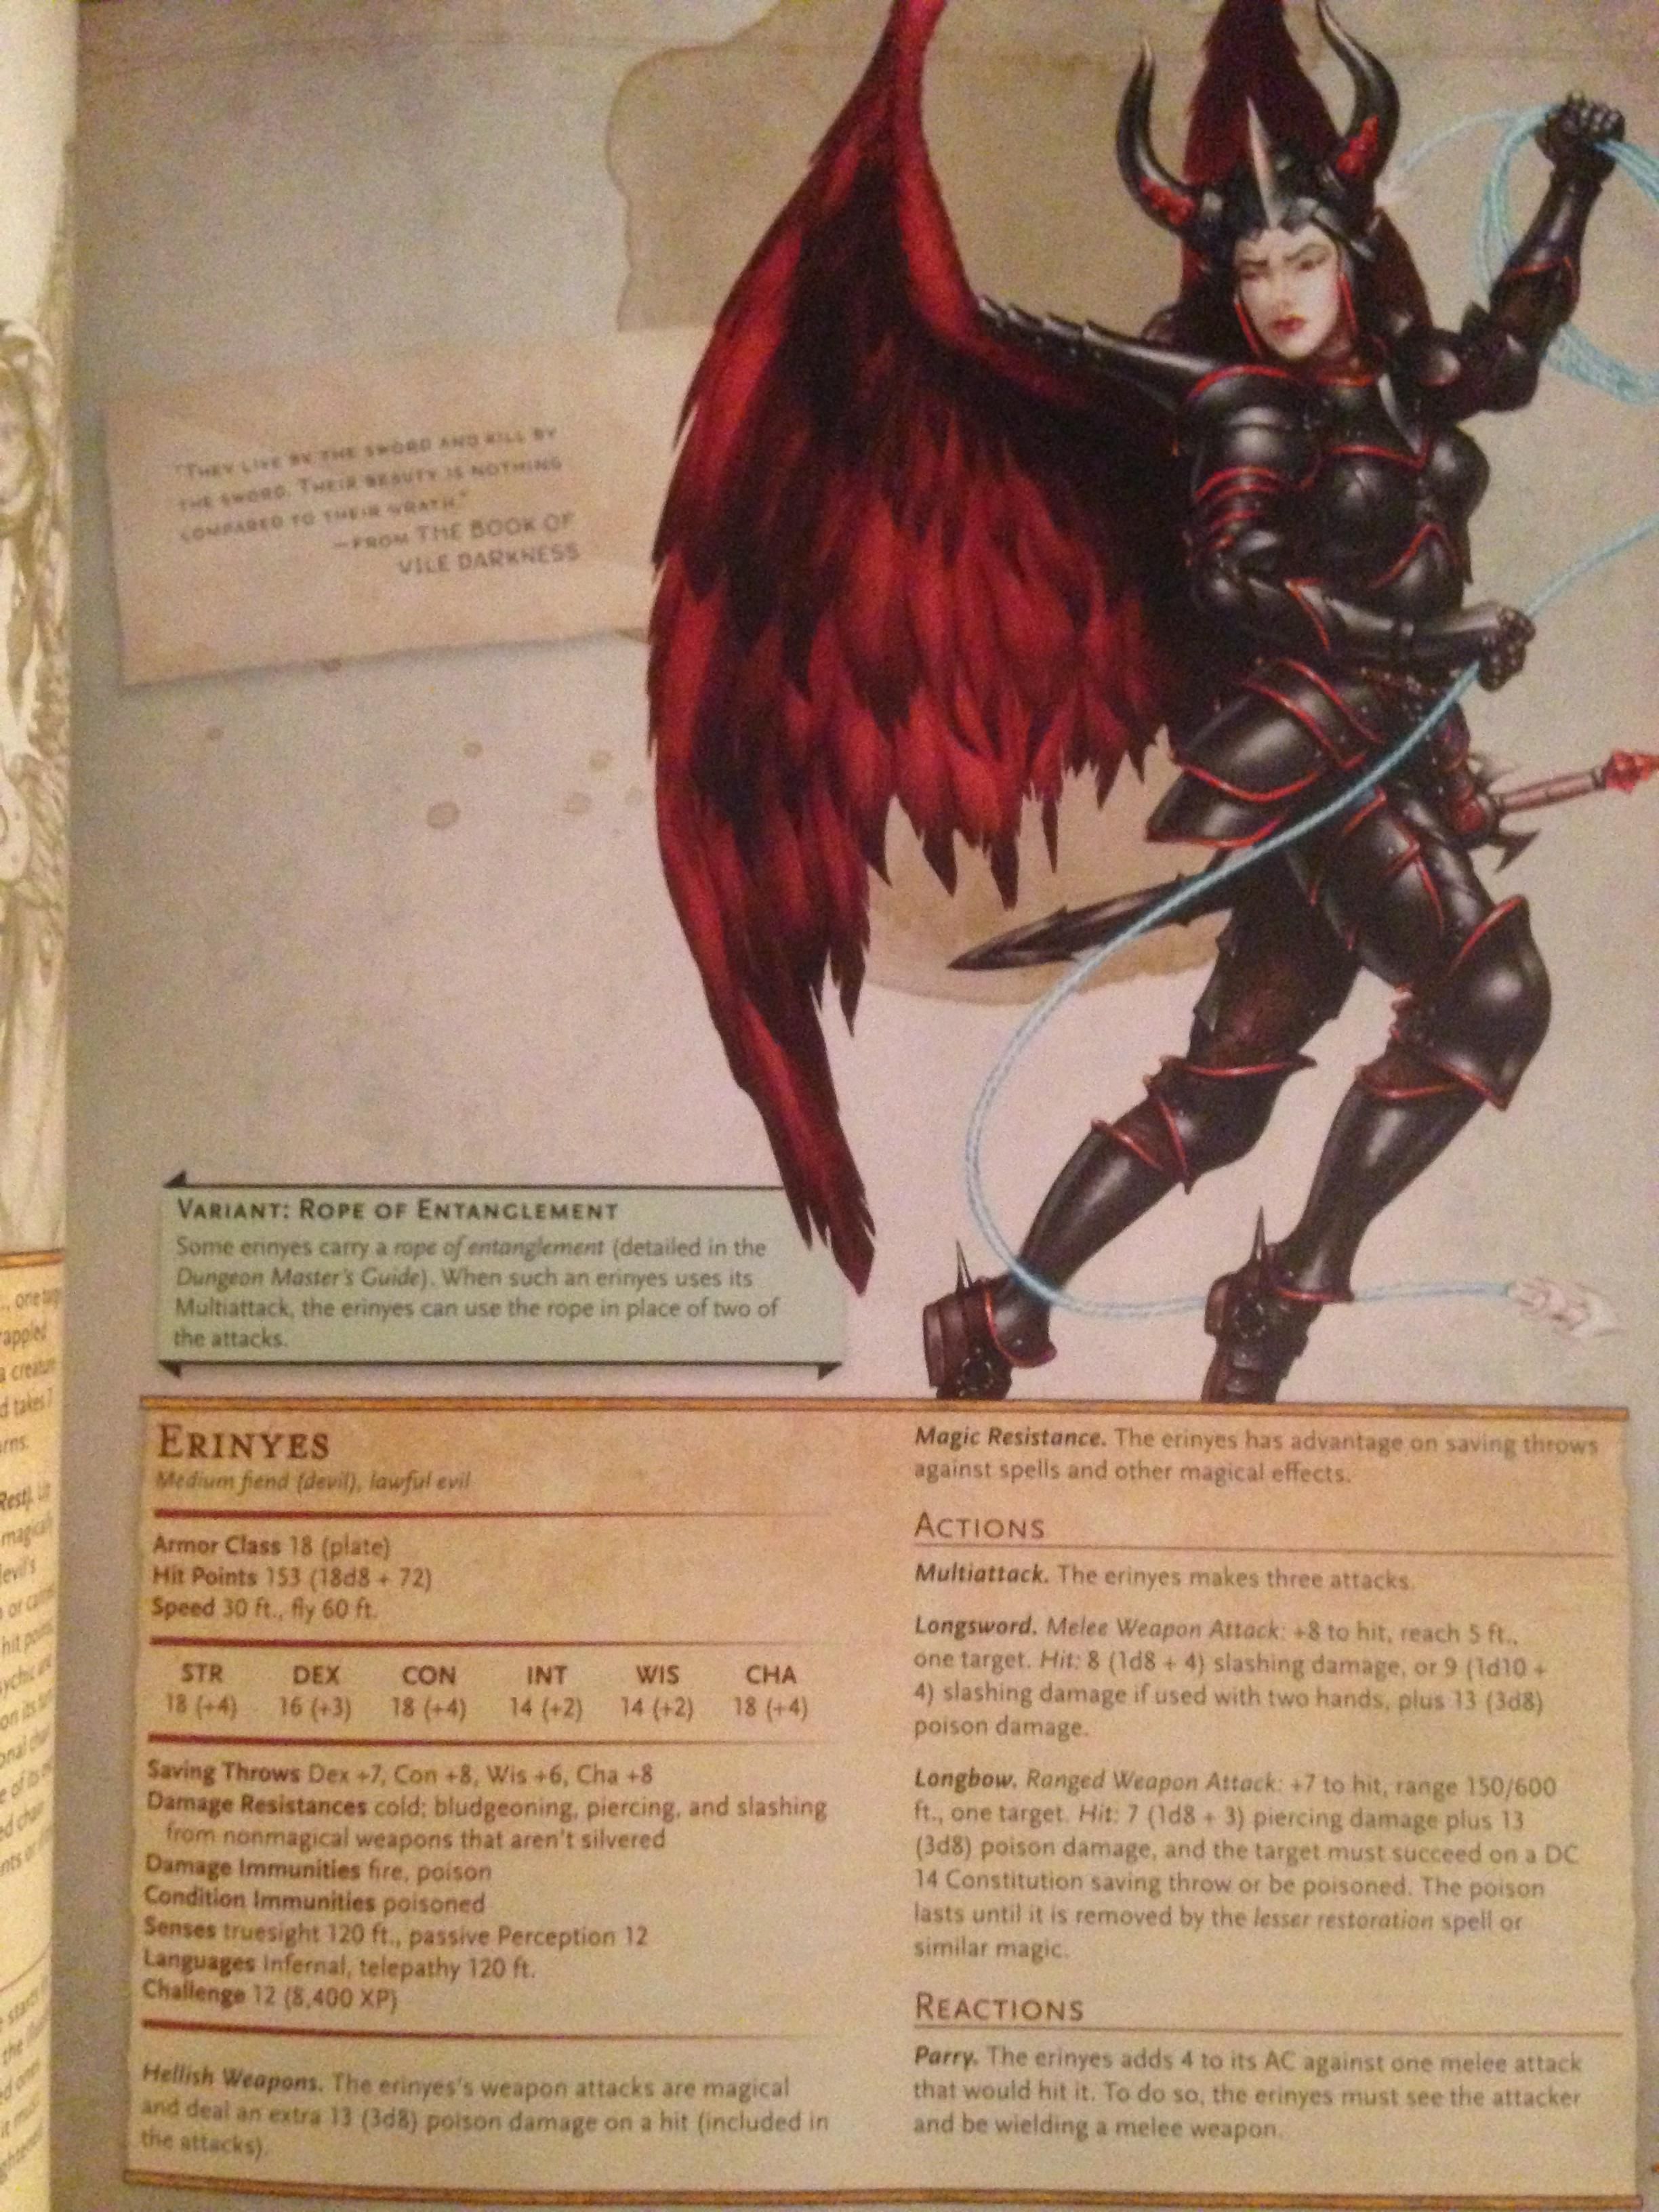 "They live by the sword and kill by
the sword. Their beauty is nothing
compared to their wrath."
—from The Book of
Vile Darkness
Variant: Rope of Entanglement
Some erinyes carry a rope of entanglement (detailed in the
Dungeon Master's Guide). When such an erinyes uses its
Multiattack, the erinyes can use the rope in place of two of
the attacks.
Erinyes
Medium fiend (devil), lawful evil
Armor Class 18 (plate)
Hit Points 153 (18d8 + 72)
Speed 30 ft., fly 60 ft.
STR DEX CON INT WIS CHA
18 (+4) 16 (+3) 18 (+4) 14 (+2) 14 (+2) 18 (+4)
Saving Throws Dex +7, Con +8, Wis +6, Cha +8
Damage Resistances cold; bludgeoning, piercing, and slashing
from nonmagical weapons that aren't silvered
Damage Immunities fire, poison
Condition Immunities poisoned
Senses truesight 120 ft., passive Perception 12
Languages Infernal, telepathy 120 ft.
Challenge 12 (8,400 XP)
Hellish Weapons. The erinyes's weapon attacks are magical
and deal an extra 13 (3d8) poison damage on a hit (included in
the attacks).
Magic Resistance. The erinyes has advantage on saving throws
against spells and other magical effects.
Actions
Multiattack. The erinyes makes three attacks.
Longsword. Melee Weapon Attack: +8 to hit, reach 5 ft.,
one target. Hit: 8 (1d8 + 4) slashing damage, or 9 (1d10 +
4) slashing damage if used with two hands, plus 13 (3d8)
poison damage.
Longbow. Ranged Weapon Attack: +7 to hit, range 150/600
ft., one target. Hit: 7 (1d8 + 3) piercing damage plus 13
(3d8) poison damage, and the target must succeed on a DC
14 Constitution saving throw or be poisoned. The poison
lasts until it is removed by the lesser restoration spell or
similar magic.
Reactions
Parry. The erinyes adds 4 to its AC against one melee attack
that would hit it. To do so, the erinyes must see the attacker
and be wielding a melee weapon.